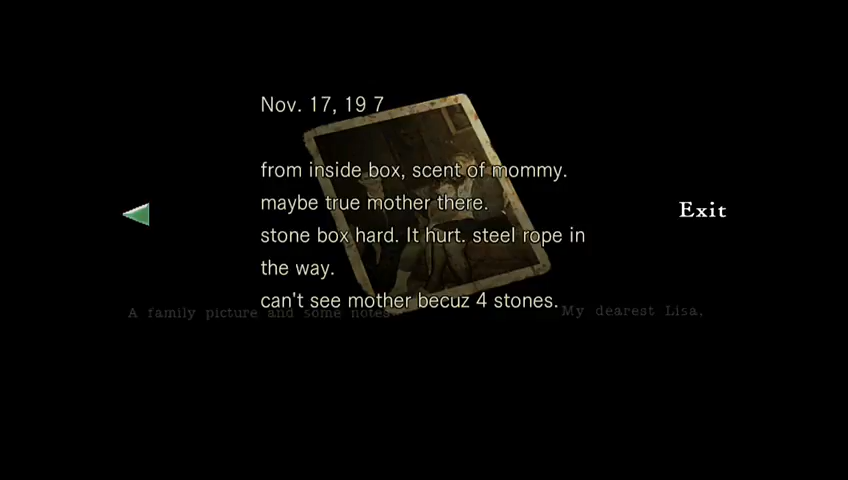 Nov. 17, 19 7
from inside box, scent of mommy.
maybe true mother there.
stone box hard. It hurt. steel rope in
the way.
can't see mother becuz 4 stones.
Exit
A family picture and some notes
My dearest Lisa.